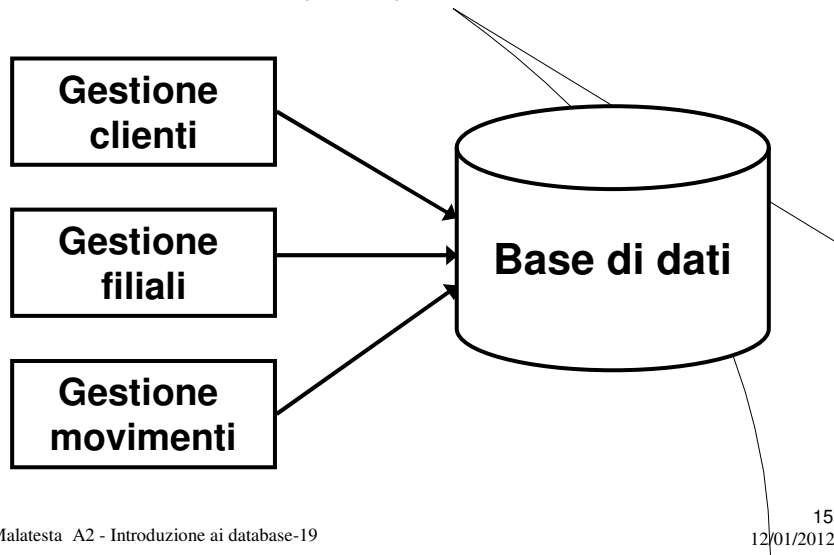 Gestione
clienti
Gestione
filiali
Gestione
movimenti
Base di dati
Malatesta A2 - Introduzione ai database-19
15
12/01/2012